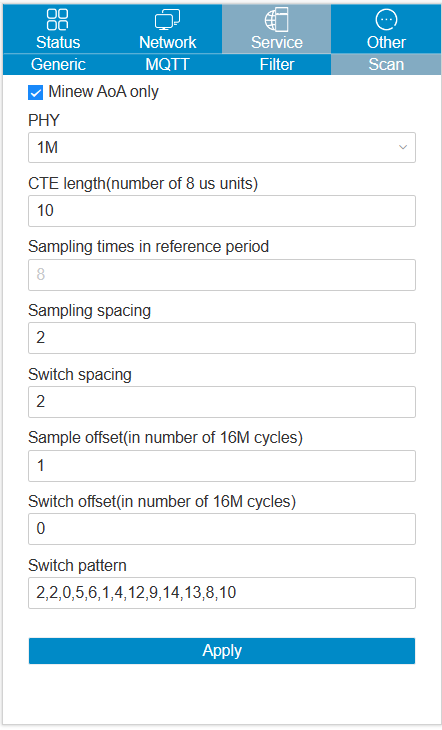 Status Network Service Other
Generic MQTT Filter Scan
Minew AoA only
PHY
1M
CTE length(number of 8 us units)
10
Sampling times in reference period
8
Sampling spacing
2
Switch spacing
2
Sample offset(in number of 16M cycles)
1
Switch offset(in number of 16M cycles)
0
Switch pattern
2,2,0,5,6,1,4,12,9,14,13,8,10
Apply